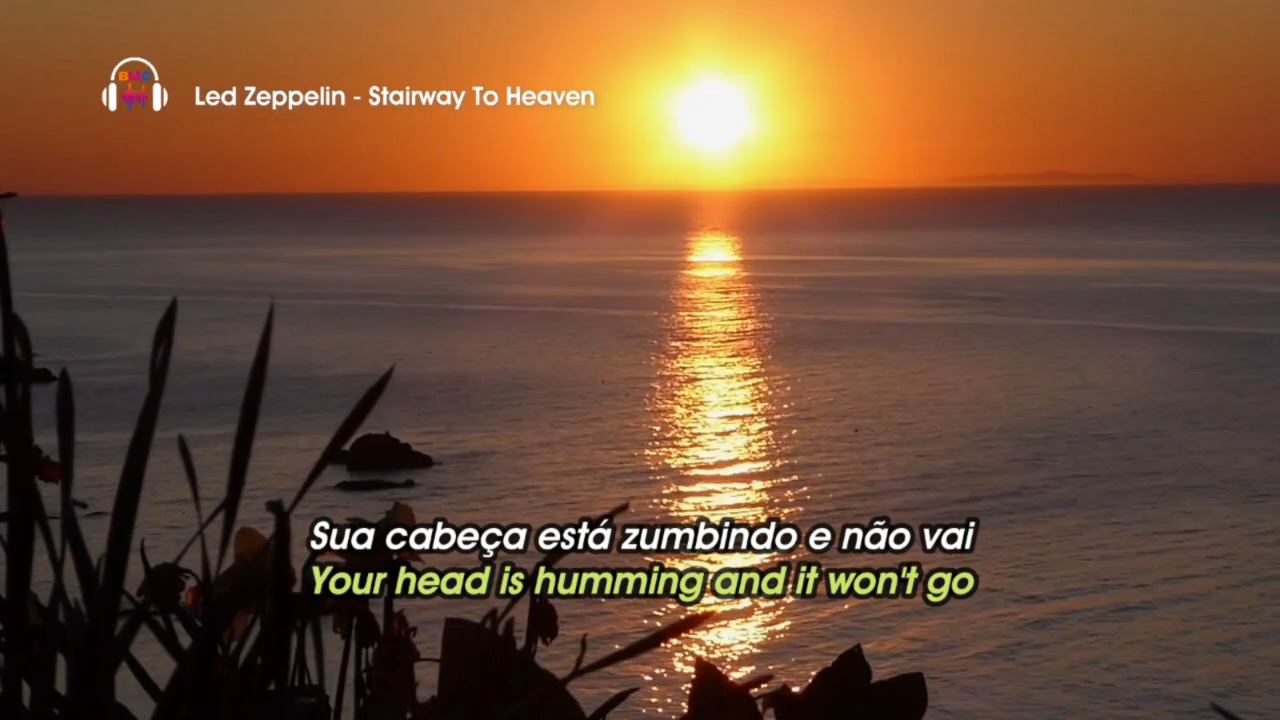 BMC
Led Zeppelin - Stairway To Heaven
Sua cabeça está zumbindo e não vai
Your head is humming and it won't go